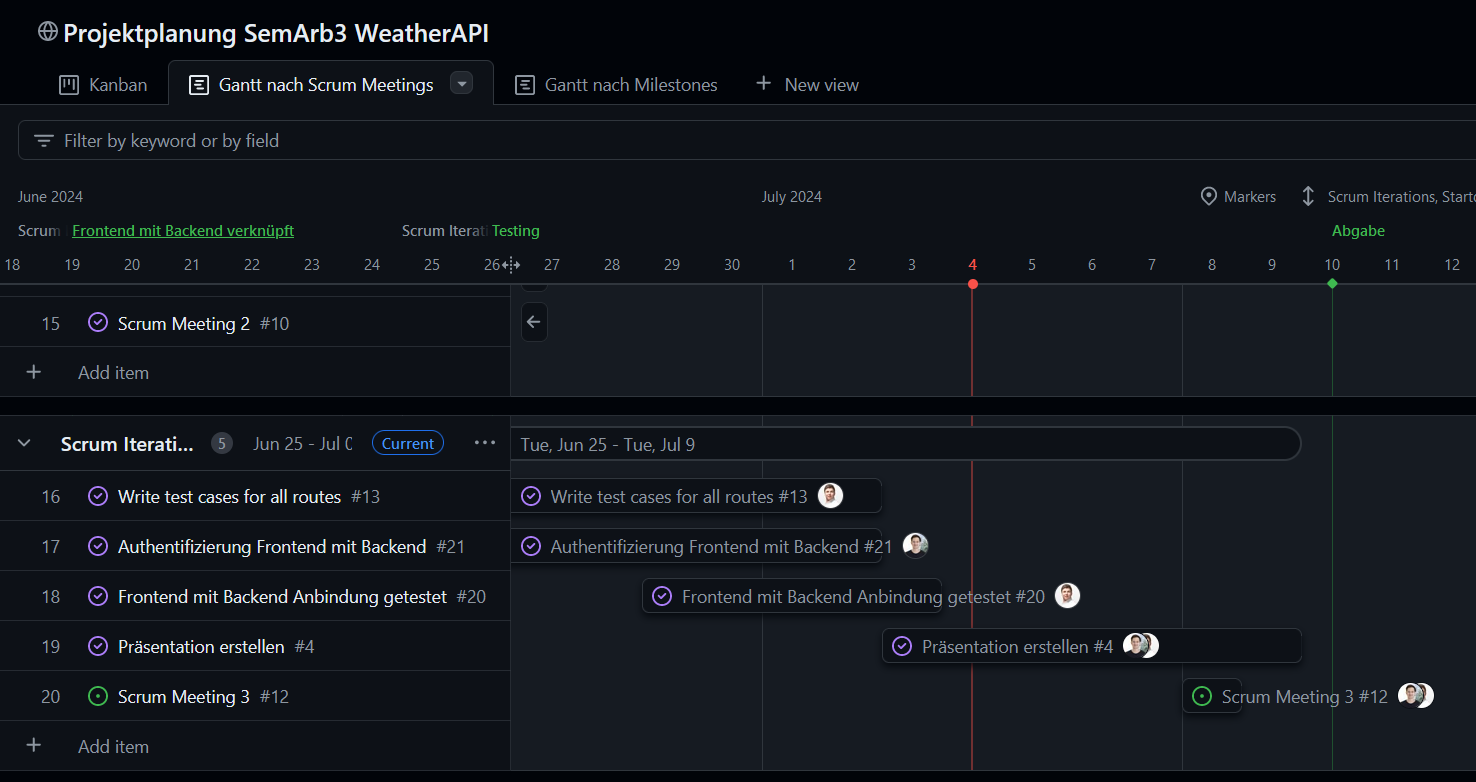 Projektplanung SemArb3 WeatherAPI
Kanban Gantt nach Scrum Meetings Gantt nach Milestones + New view
Filter by keyword or by field
June 2024 July 2024 Markers Scrum Iterations, Start
Scrum Frontend mit Backend verknüpft Scrum Iterati Testing Abgabe
18 19 20 21 22 23 24 25 26 27 28 29 30 1 2 3 4 5 6 7 8 9 10 11 12
15 Scrum Meeting 2 #10
+ Add item
Scrum Iterati... 5 Jun 25 - Jul Current ... Tue, Jun 25 - Tue, Jul 9
16 Write test cases for all routes #13 Write test cases for all routes #13
17 Authentifizierung Frontend mit Backend #21 Authentifizierung Frontend mit Backend #21
18 Frontend mit Backend Anbindung getestet #20 Frontend mit Backend Anbindung getestet #20
19 Präsentation erstellen #4 Präsentation erstellen #4
20 Scrum Meeting 3 #12 Scrum Meeting 3 #12
+ Add item